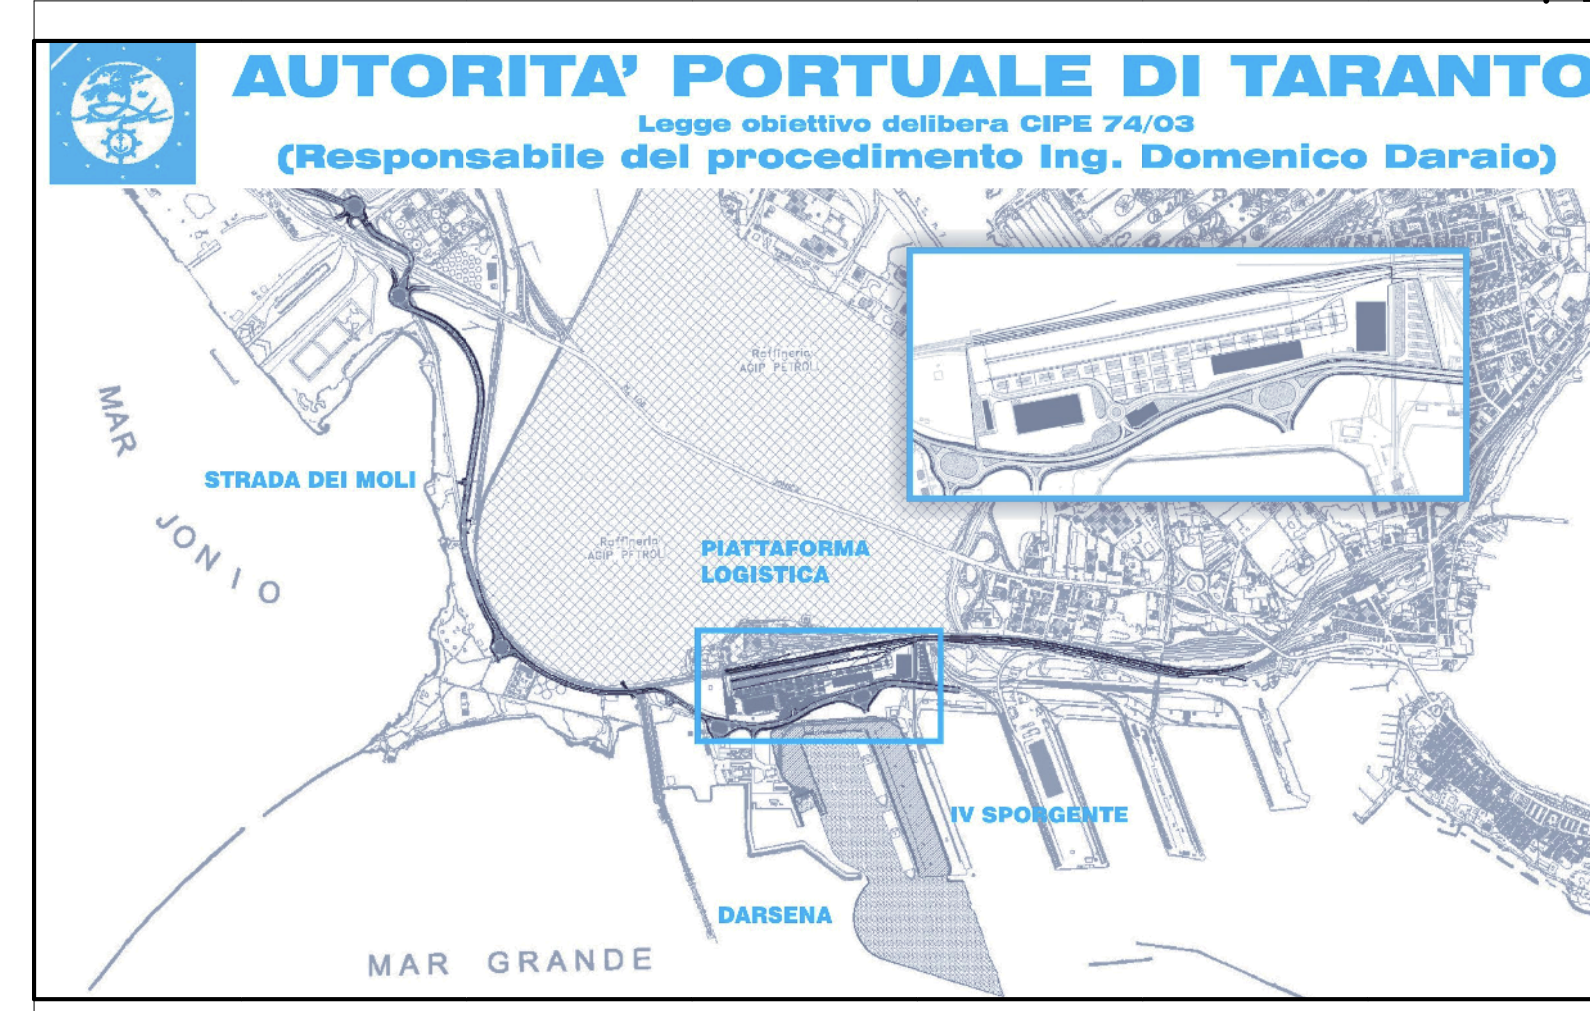 AUTORITA' PORTUALE DI TARANTO
Legge obiettivo delibera CIPE 74/03
(Responsabile del procedimento Ing. Domenico Daraio)
Raffineria
AGIP PETROLI
MAR
JONIO
STRADA DEI MOLI
Raffineria
AGIP PETROLI
PIATTAFORMA
LOGISTICA
IV SPORGENTE
DARSENA
MAR GRANDE